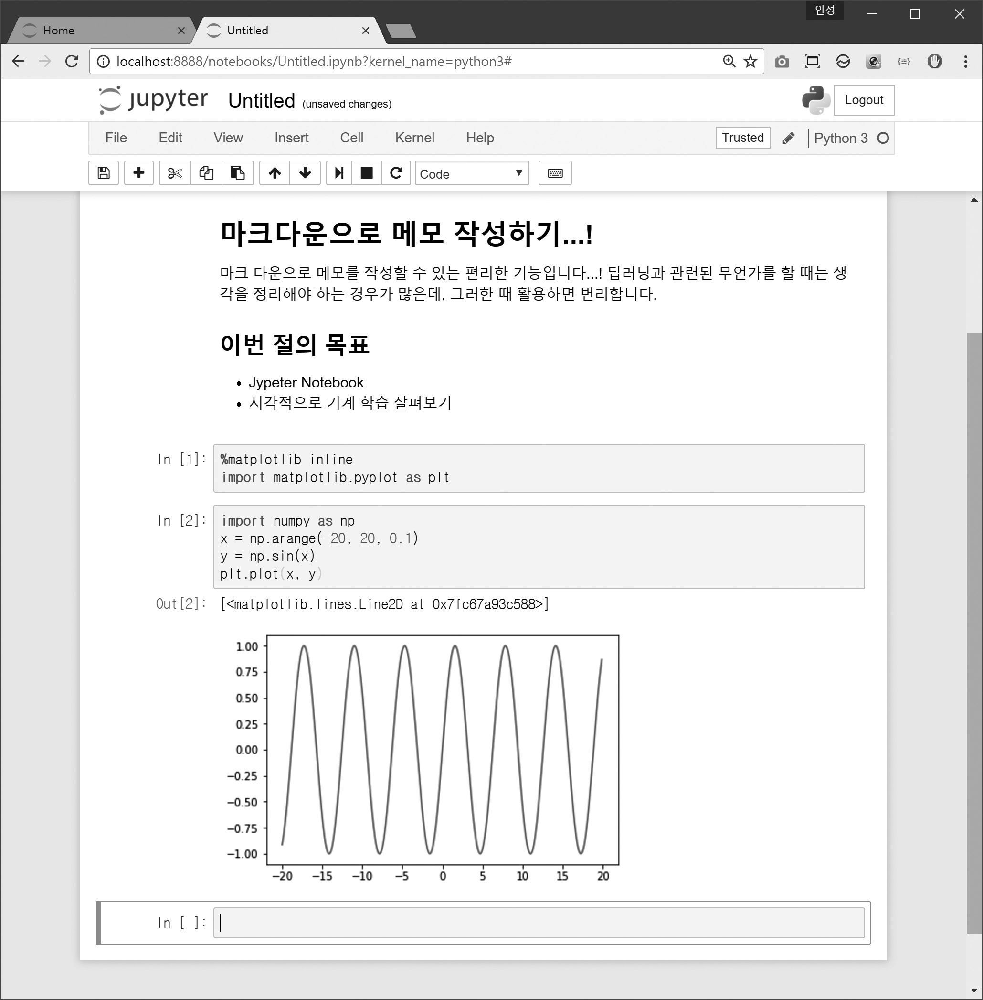 인성
Home
Untitled
localhost:8888/notebooks/Untitled.ipynb?kernel_name=python3#
jupyter Untitled (unsaved changes)
Logout
File Edit View Insert Cell Kernel Help
Trusted Python 3
Code
마크다운으로 메모 작성하기...!
마크 다운으로 메모를 작성할 수 있는 편리한 기능입니다...! 딥러닝과 관련된 무언가를 할 때는 생
각을 정리해야 하는 경우가 많은데, 그러한 때 활용하면 변리합니다.
이번 절의 목표
• Jypeter Notebook
• 시각적으로 기계 학습 살펴보기
In [1]: %matplotlib inline
import matplotlib.pyplot as plt
In [2]: import numpy as np
x = np.arange(-20, 20, 0.1)
y = np.sin(x)
plt.plot(x, y)
Out[2]: [<matplotlib.lines.Line2D at 0x7fc67a93c588>]
1.00
0.75
0.50
0.25
0.00
−0.25
−0.50
−0.75
−1.00
−20 −15 −10 −5 0 5 10 15 20
In [ ]: